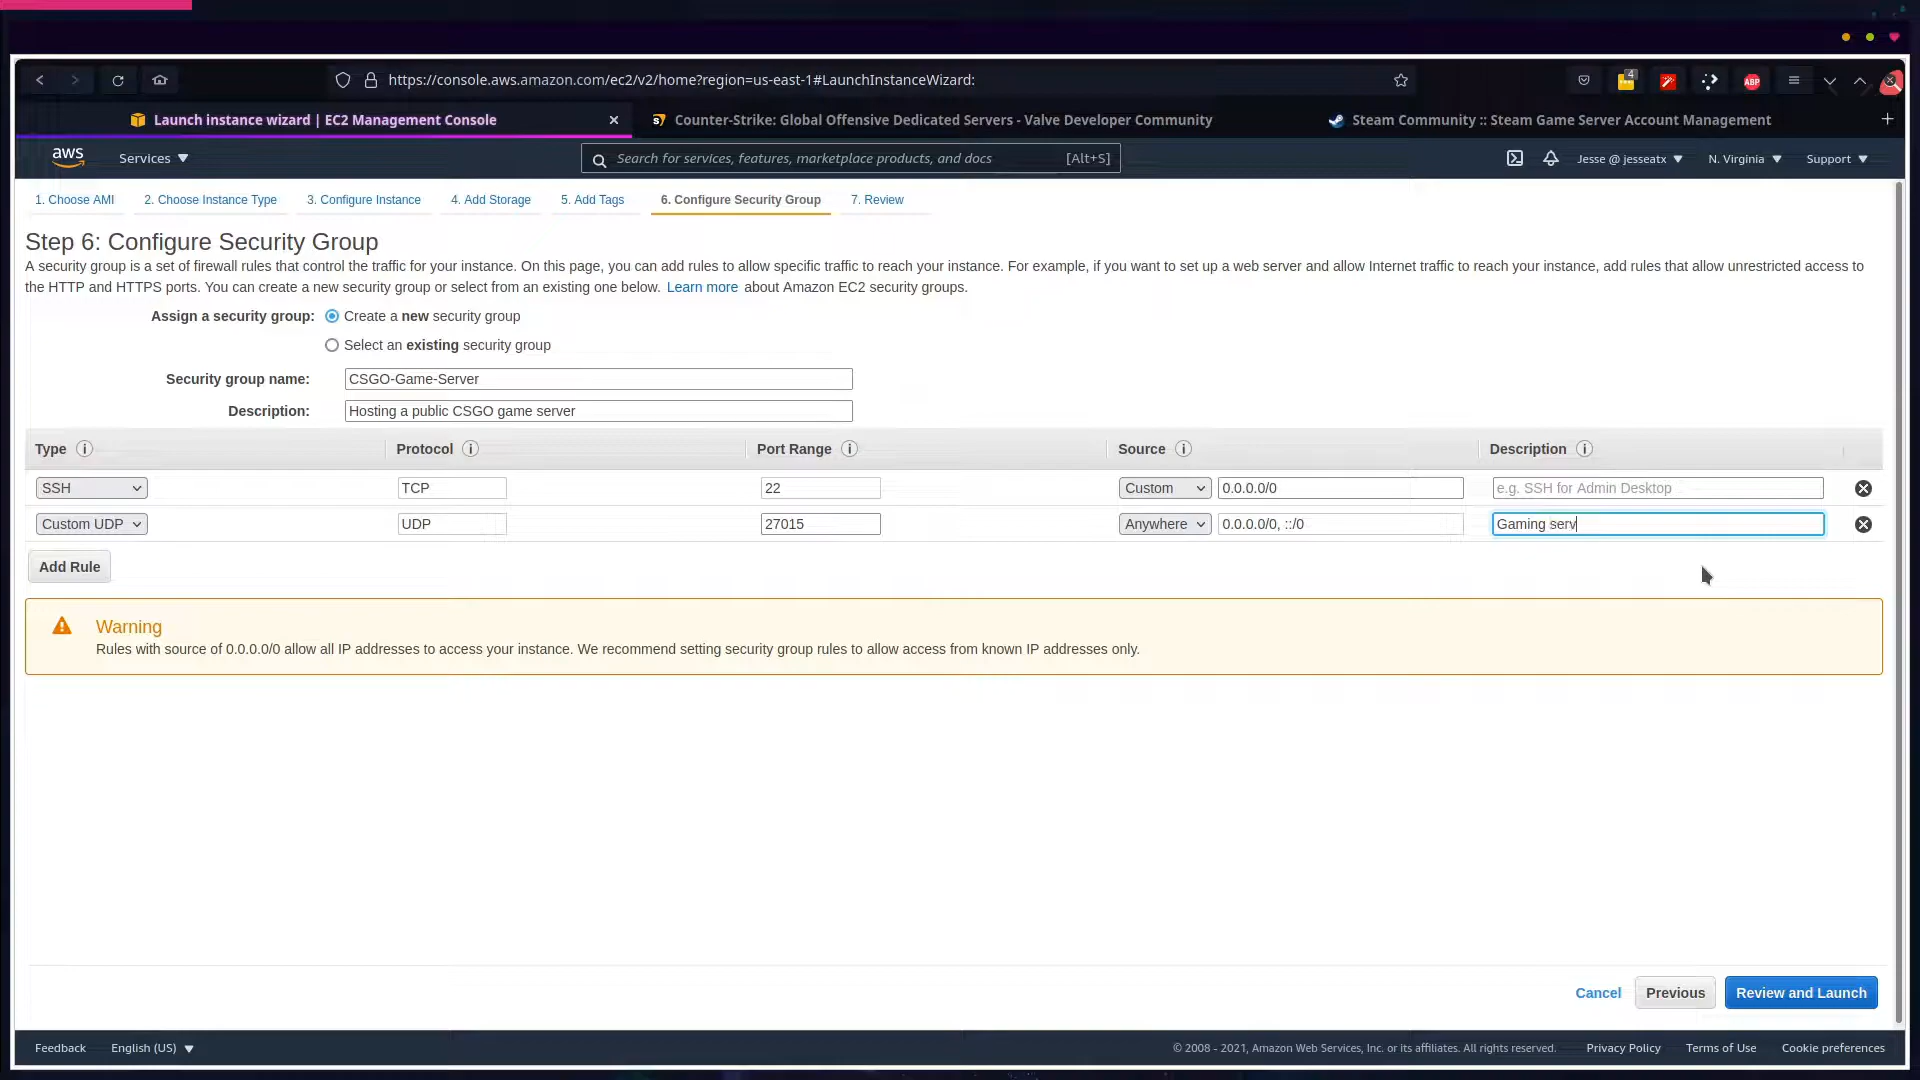 https://console.aws.amazon.com/ec2/v2/home?region=us-east-1#LaunchInstanceWizard:
4
ABP
Launch instance wizard | EC2 Management Console
Counter-Strike: Global Offensive Dedicated Servers - Valve Developer Community
Steam Community :: Steam Game Server Account Management
aws
Services
Search for services, features, marketplace products, and docs
[Alt+S]
Jesse @ jesseatx
N. Virginia
Support
1. Choose AMI
2. Choose Instance Type
3. Configure Instance
4. Add Storage
5. Add Tags
6. Configure Security Group
7. Review
Step 6: Configure Security Group
A security group is a set of firewall rules that control the traffic for your instance. On this page, you can add rules to allow specific traffic to reach your instance. For example, if you want to set up a web server and allow Internet traffic to reach your instance, add rules that allow unrestricted access to
the HTTP and HTTPS ports. You can create a new security group or select from an existing one below. Learn more about Amazon EC2 security groups.
Assign a security group:
Create a new security group
Select an existing security group
Security group name:
CSGO-Game-Server
Description:
Hosting a public CSGO game server
Type
Protocol
Port Range
Source
Description
SSH
TCP
22
Custom
0.0.0.0/0
e.g. SSH for Admin Desktop
Custom UDP
UDP
27015
Anywhere
0.0.0.0/0, ::/0
Gaming serv
Add Rule
Warning
Rules with source of 0.0.0.0/0 allow all IP addresses to access your instance. We recommend setting security group rules to allow access from known IP addresses only.
Cancel
Previous
Review and Launch
Feedback
English (US)
© 2008 - 2021, Amazon Web Services, Inc. or its affiliates. All rights reserved.
Privacy Policy
Terms of Use
Cookie preferences